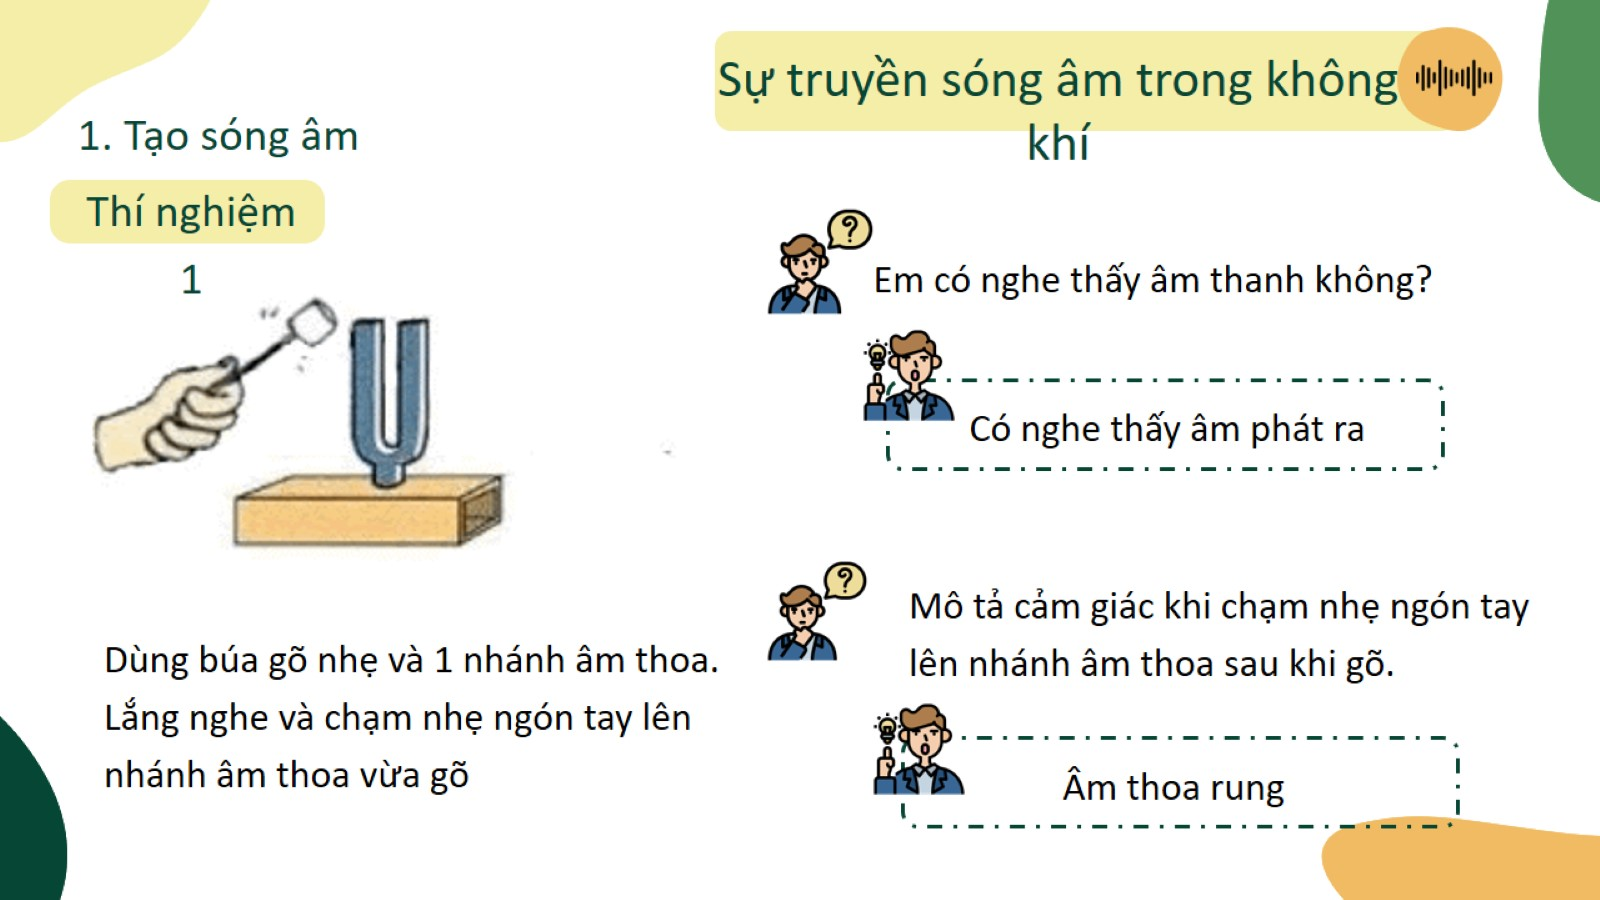 Sự truyền sóng âm trong không
khí
1. Tạo sóng âm
Thí nghiệm
1
Dùng búa gõ nhẹ và 1 nhánh âm thoa.
Lắng nghe và chạm nhẹ ngón tay lên
nhánh âm thoa vừa gõ
?
Em có nghe thấy âm thanh không?
Có nghe thấy âm phát ra
?
Mô tả cảm giác khi chạm nhẹ ngón tay
lên nhánh âm thoa sau khi gõ.
Âm thoa rung